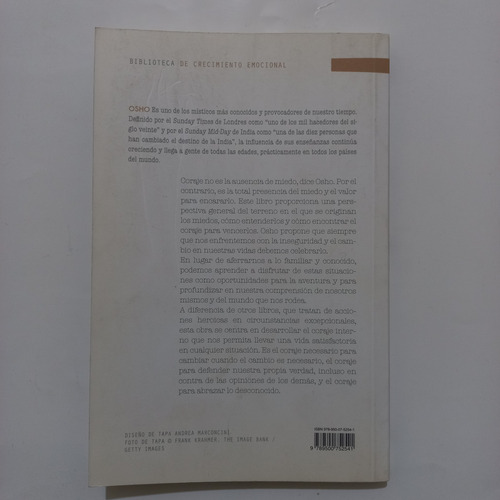 BIBLIOTECA DE CRECIMIENTO EMOCIONAL
OSHO Es uno de los místicos más conocidos y provocadores de nuestro tiempo.
Definido por el Sunday Times de Londres como "uno de los mil hacedores del si-
glo veinte" y por el Sunday Mid-Day de India como "una de las diez personas que
han cambiado el destino de la India", la influencia de sus enseñanzas continúa
creciendo y llega a gente de todas las edades, prácticamente en todos los países
del mundo.
Coraje no es la ausencia de miedo, dice Osho. Por el
contrario, es la total presencia del miedo y el valor
para encararlo. Este libro proporciona una pers-
pectiva general del terreno en el que se originan
los miedos, cómo entenderlos y cómo encontrar el
coraje para vencerlos. Osho propone que siempre
que nos enfrentemos con la inseguridad y el cam-
bio en nuestras vidas debemos celebrarlo.
En lugar de aferrarnos a lo familiar y conocido,
podemos aprender a disfrutar de estas situacio-
nes como oportunidades para la aventura y para
profundizar en nuestra comprensión de nosotros
mismos y del mundo que nos rodea.
A diferencia de otros libros, que tratan de acciones
heroicas en circunstancias excepcionales,
esta obra se centra en desarrollar el coraje inter-
no que nos permita llevar una vida satisfactoria
en cualquier situación. Es el coraje necesario para
cambiar cuando el cambio es necesario, el coraje
para defender nuestra propia verdad, incluso en
contra de las opiniones de los demás, y el coraje
para abrazar lo desconocido.
DISEÑO DE TAPA ANDREA MARCORCINI
FOTO DE TAPA © FRANS KRAHMER, THE IMAGE BANK /
GETTY IMAGES